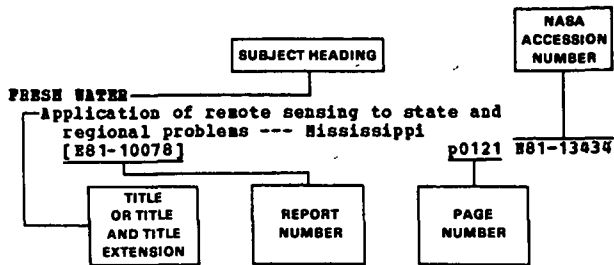 NASA
ACCESSION
NUMBER
SUBJECT HEADING
FRESH WATER
Application of remote sensing to state and
regional problems --- Mississippi
[E81-10078] p0121 N81-13434
TITLE
OR TITLE
AND TITLE
EXTENSION
REPORT
NUMBER
PAGE
NUMBER